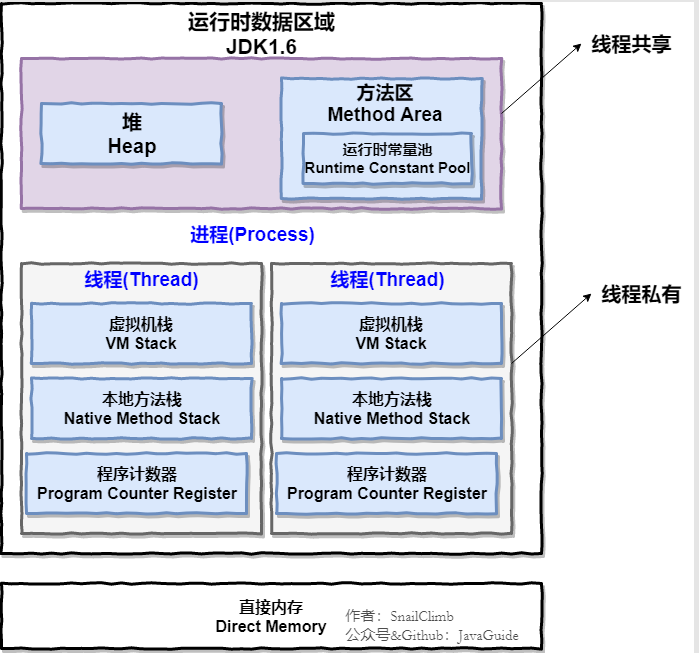 运行时数据区域
JDK1.6
线程共享
堆
Heap
方法区
Method Area
运行时常量池
Runtime Constant Pool
进程(Process)
线程(Thread)
虚拟机栈
VM Stack
本地方法栈
Native Method Stack
程序计数器
Program Counter Register
线程(Thread)
虚拟机栈
VM Stack
本地方法栈
Native Method Stack
程序计数器
Program Counter Register
线程私有
直接内存
Direct Memory
作者：SnailClimb
公众号&Github：JavaGuide